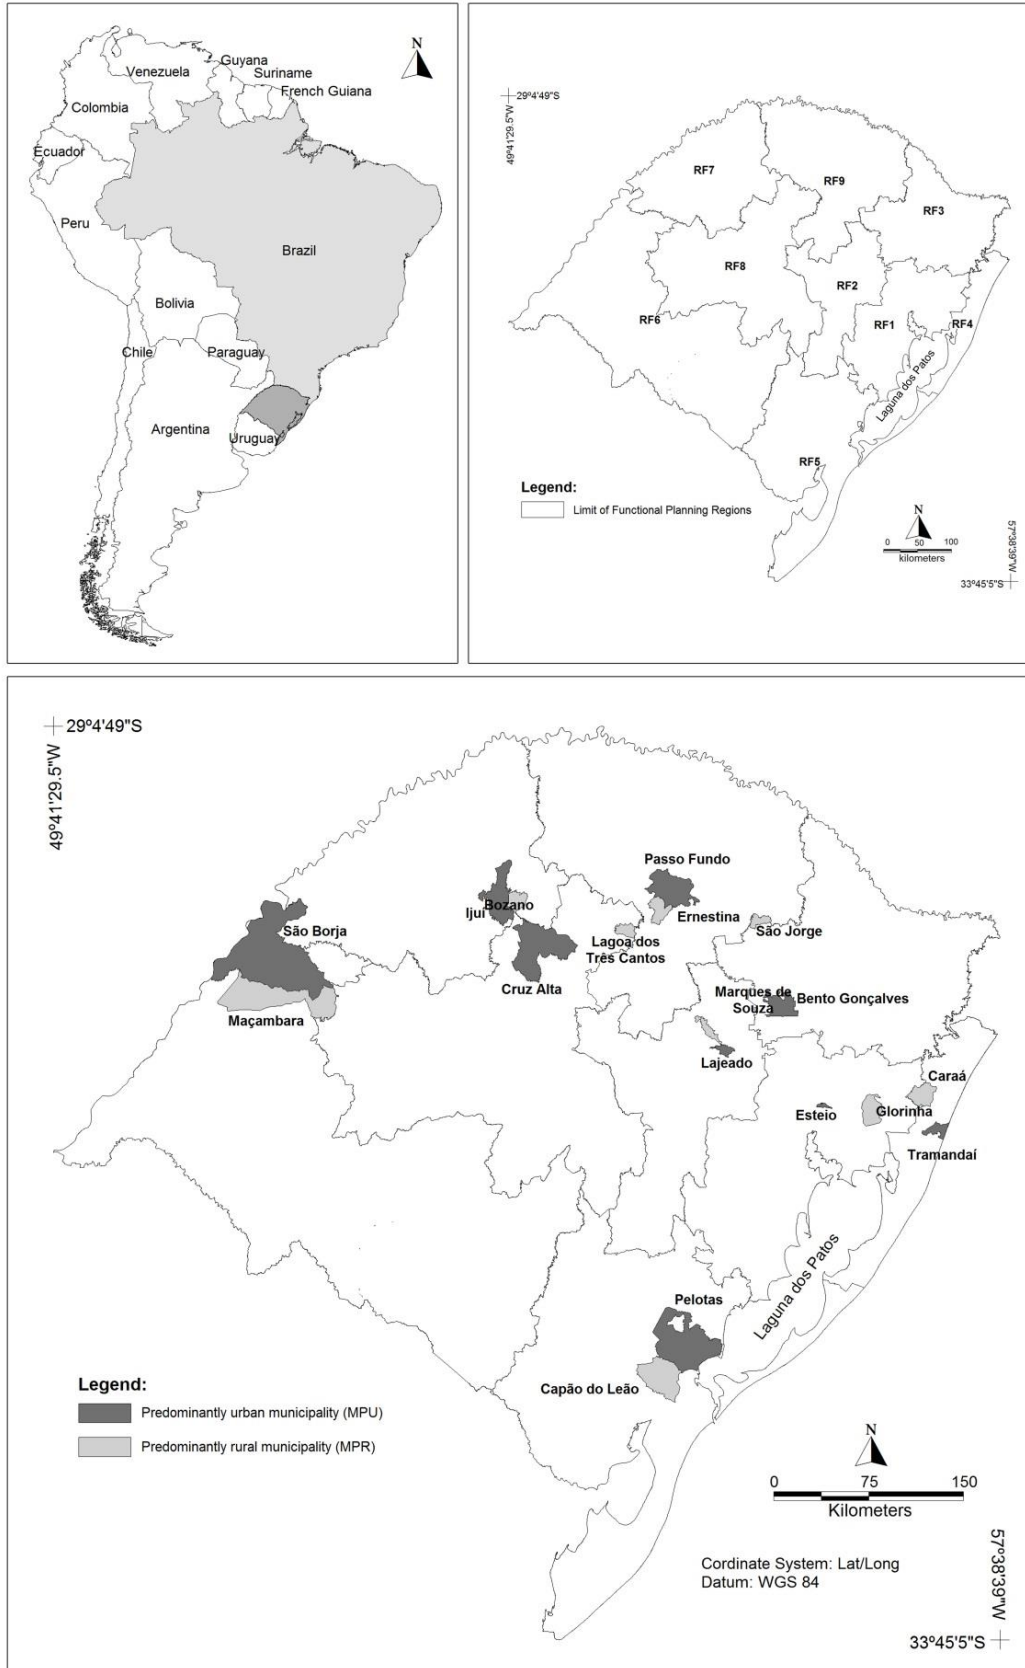 N
Guyana
Venezuela
Suriname
French Guiana
Colombia
Ecuador
Peru
Brazil
Bolivia
Chile
Paraguay
Argentina
Uruguay
29º4'49"S
49º41'29.5"W
RF7
RF9
RF3
RF8
RF2
RF6
RF1
RF4
Laguna dos Patos
RF5
Legend:
Limit of Functional Planning Regions
N
0 50 100
kilometers
57º38'39"W
33º45'5"S
29º4'49"S
49º41'29.5"W
Passo Fundo
Bozano
Ijuí
Ernestina
São Borja
São Jorge
Lagoa dos
Três Cantos
Cruz Alta
Marques de
Souza
Bento Gonçalves
Maçambara
Lajeado
Caraá
Esteio
Glorinha
Tramandaí
Laguna dos Patos
Pelotas
Capão do Leão
Legend:
Predominantly urban municipality (MPU)
Predominantly rural municipality (MPR)
N
0 75 150
Kilometers
Cordinate System: Lat/Long
Datum: WGS 84
57º38'39"W
33º45'5"S